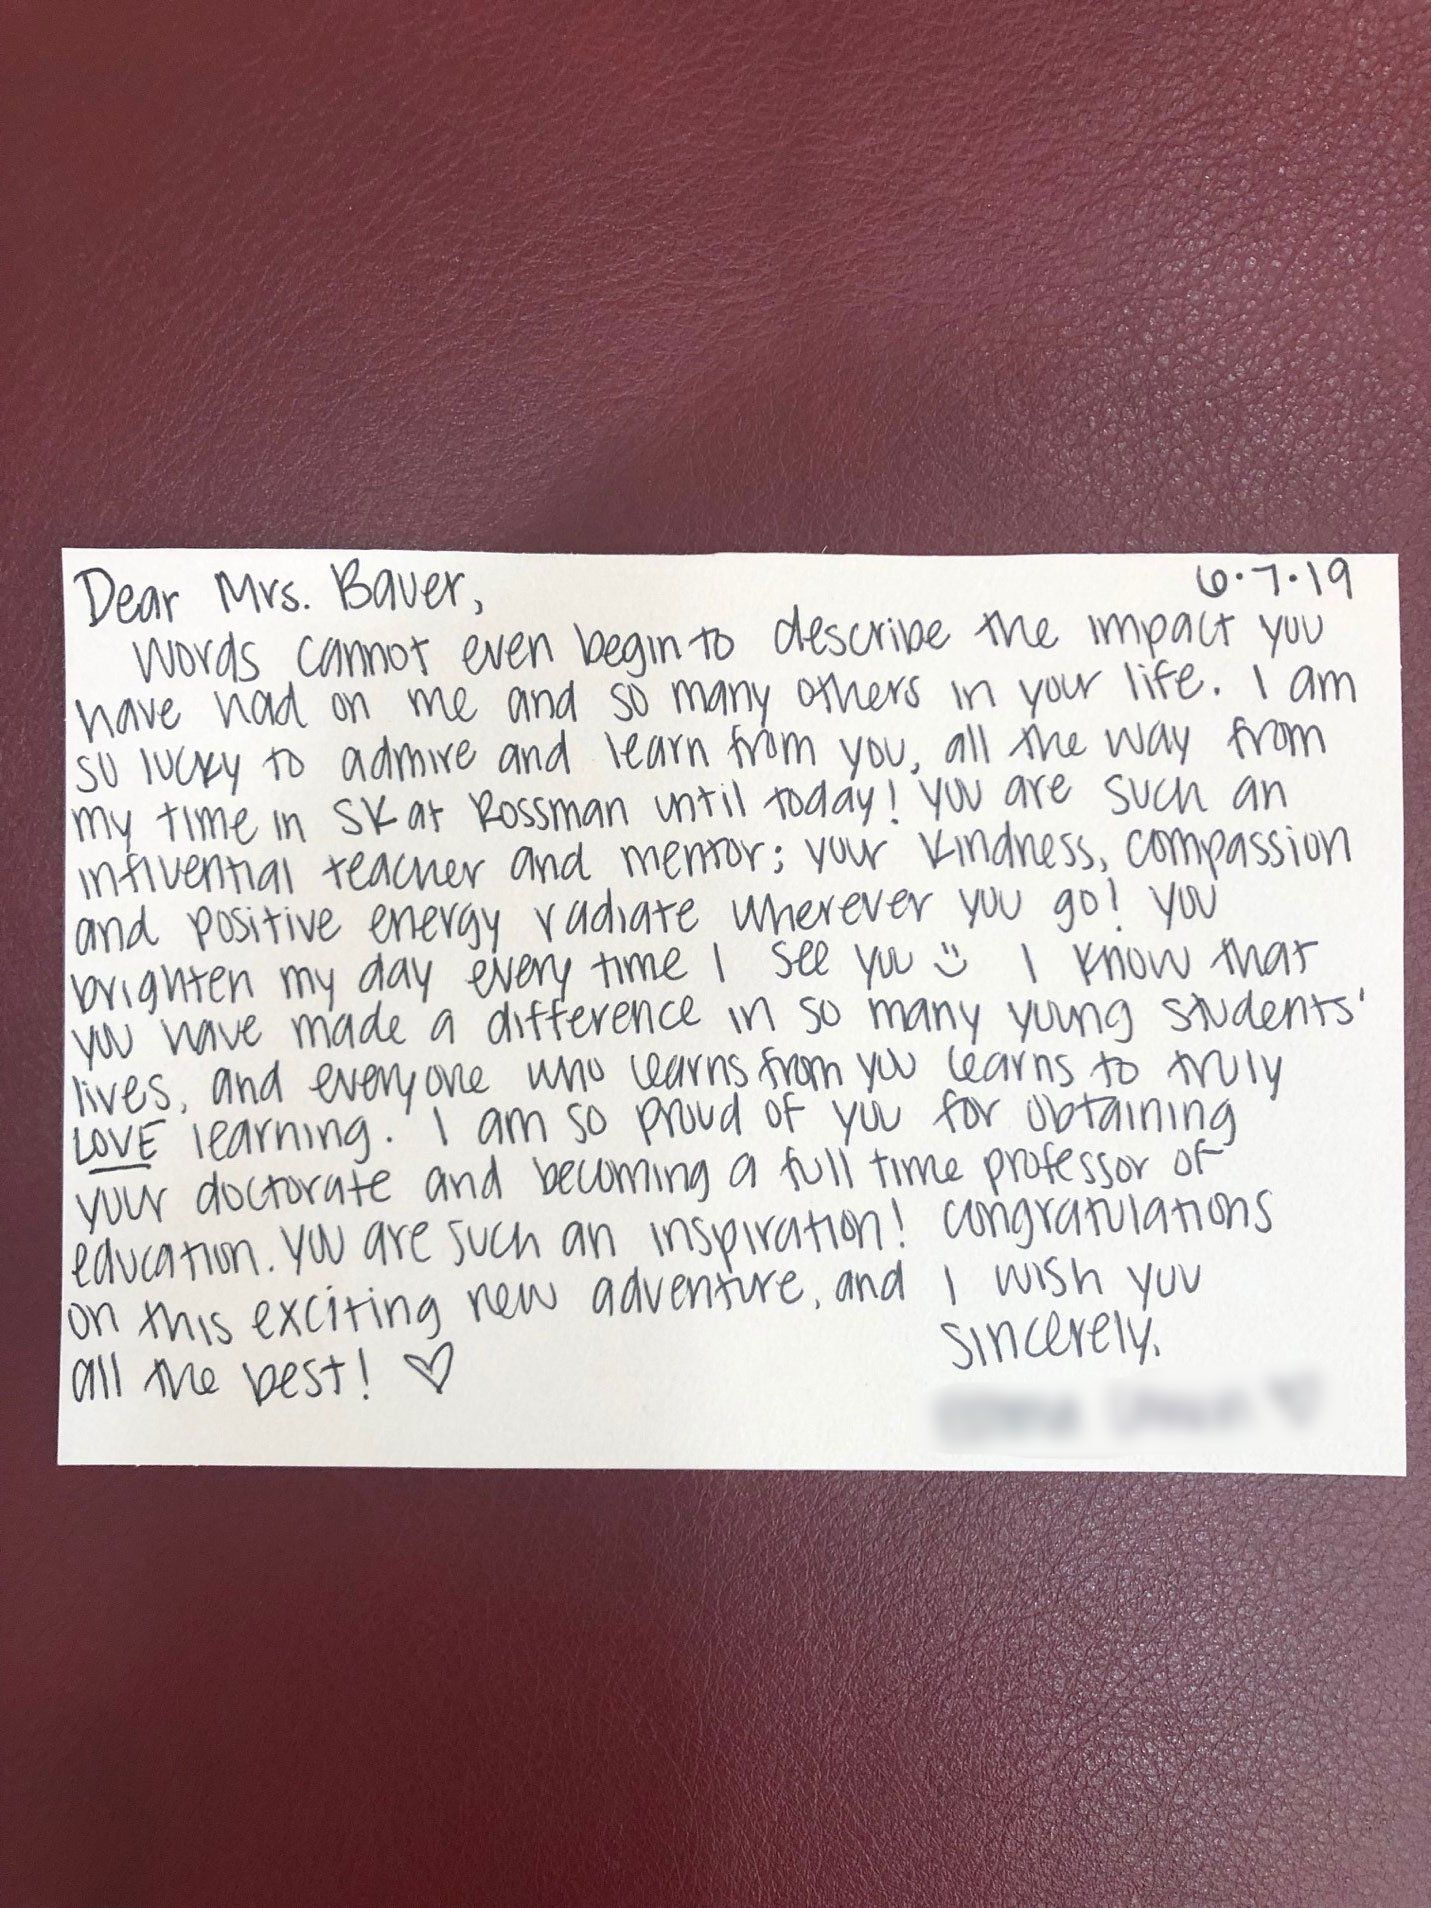 Dear Mrs. Bauer, 6.7.19
Words cannot even begin to describe the impact you
have had on me and so many others in your life. I am
so lucky to admire and learn from you, all the way from
my time in SK at Rossman until today! You are such an
influential teacher and mentor; your kindness, compassion
and positive energy radiate wherever you go! You
brighten my day every time I see you :) I know that
you have made a difference in so many young students'
lives, and everyone who learns from you learns to truly
LOVE learning. I am so proud of you for obtaining
your doctorate and becoming a full time professor of
education. You are such an inspiration! Congratulations
on this exciting new adventure, and I wish you
all the best! ♡
Sincerely,